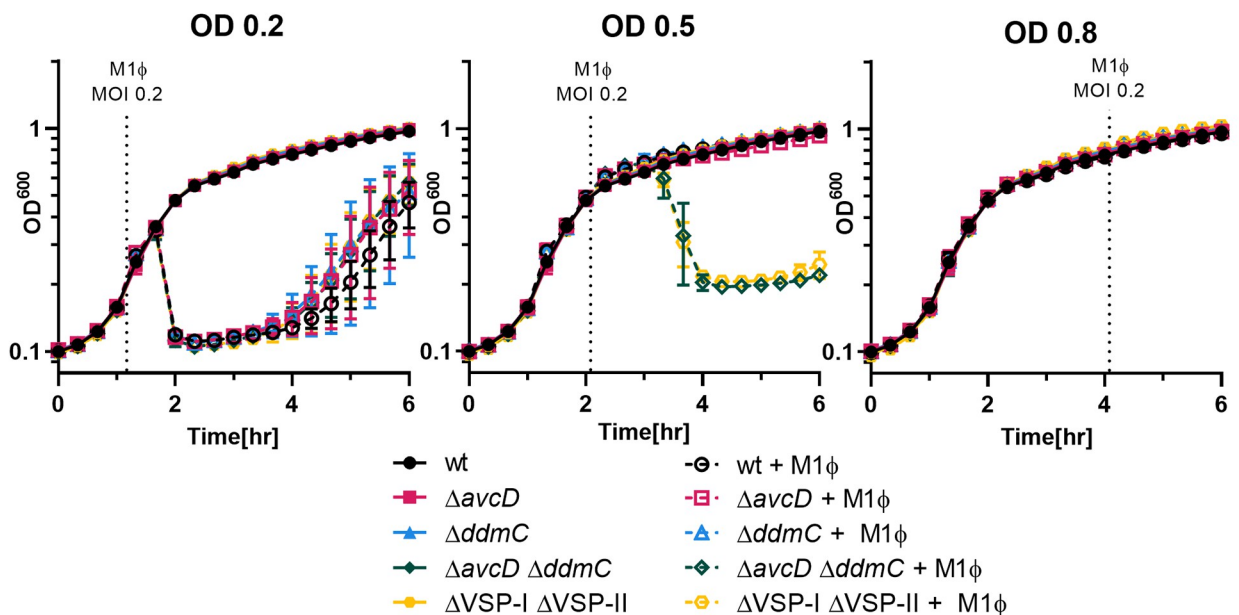 OD 0.2
OD 0.5
OD 0.8
M1ϕ
MOI 0.2
M1ϕ
MOI 0.2
M1ϕ
MOI 0.2
OD600
1
0.1
0 2 4 6
Time[hr]
OD600
1
0.1
0 2 4 6
Time[hr]
OD600
1
0.1
0 2 4 6
Time[hr]
wt
ΔavcD
ΔddmC
ΔavcD ΔddmC
ΔVSP-I ΔVSP-II
wt + M1ϕ
ΔavcD + M1ϕ
ΔddmC + M1ϕ
ΔavcD ΔddmC + M1ϕ
ΔVSP-I ΔVSP-II + M1ϕ